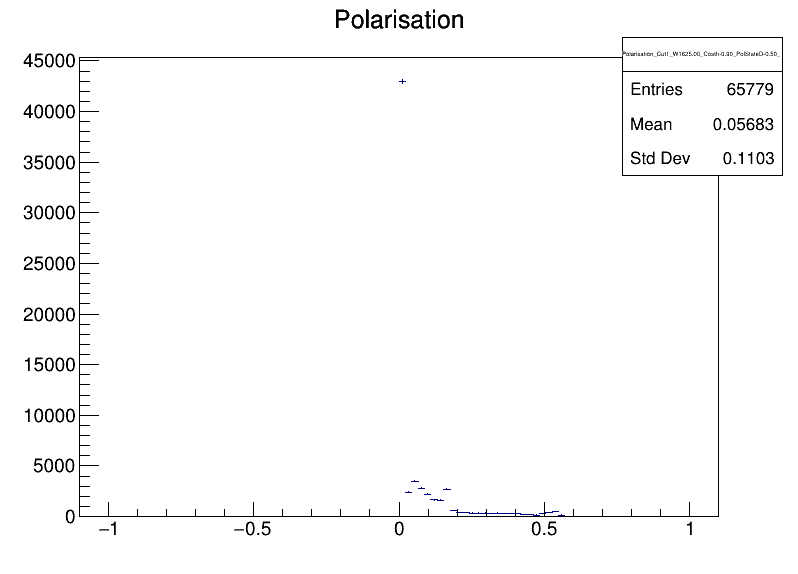 Polarisation
Polarisation_Cut1_W1625.00_Costh-0.90_PolStateD-0.50_
Entries 65779
Mean 0.05683
Std Dev 0.1103
45000
40000
35000
30000
25000
20000
15000
10000
5000
0
−1 −0.5 0 0.5 1